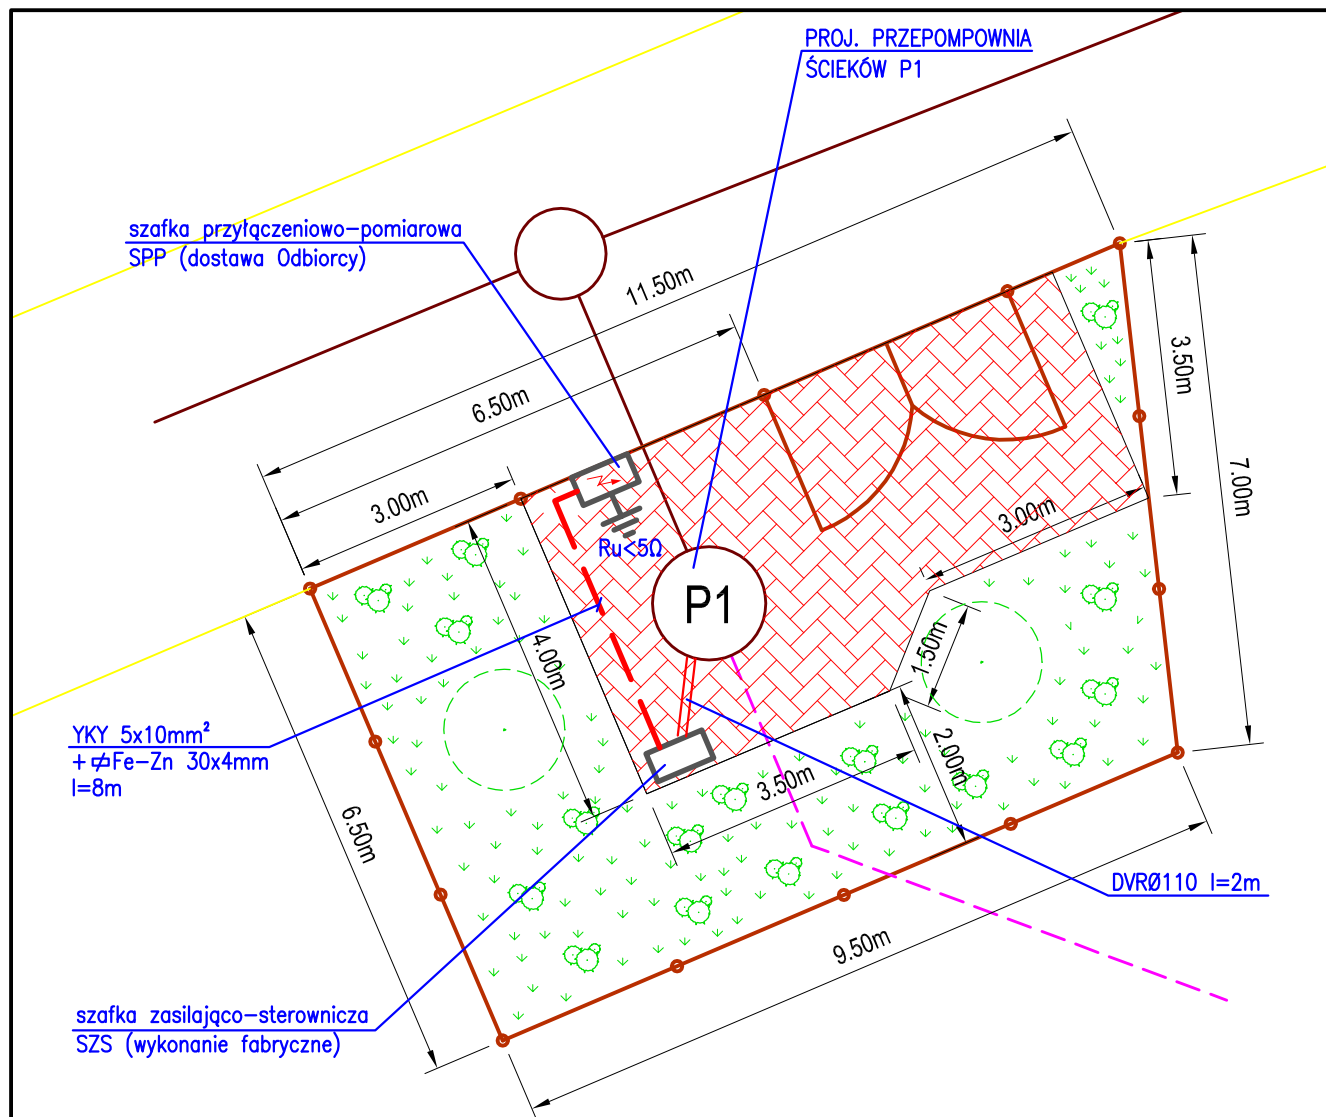 PROJ. PRZEPOMPOWNIA
ŚCIEKÓW P1
szafka przyłączeniowo-pomiarowa
SPP (dostawa Odbiorcy)
11.50m
6.50m
3.00m
3.50m
7.00m
3.00m
Ru<5Ω
P1
4.00m
1.50m
2.00m
3.50m
YKY 5x10mm²
+ Fe-Zn 30x4mm
l=8m
6.50m
DVRØ110 l=2m
9.50m
szafka zasilająco-sterownicza
SZS (wykonanie fabryczne)